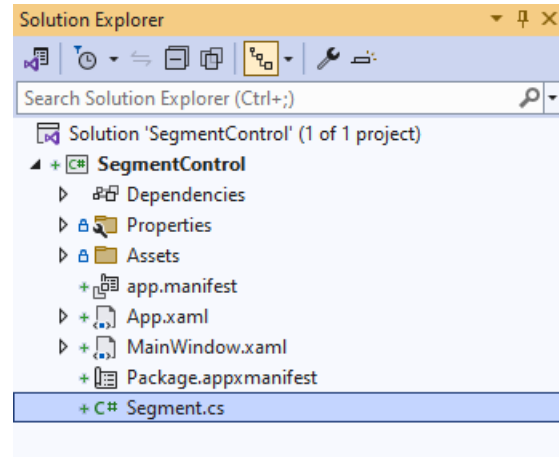 Solution Explorer
Search Solution Explorer (Ctrl+;)
Solution 'SegmentControl' (1 of 1 project)
+ C# SegmentControl
Dependencies
Properties
Assets
+ app.manifest
+ App.xaml
+ MainWindow.xaml
+ Package.appxmanifest
+ C# Segment.cs